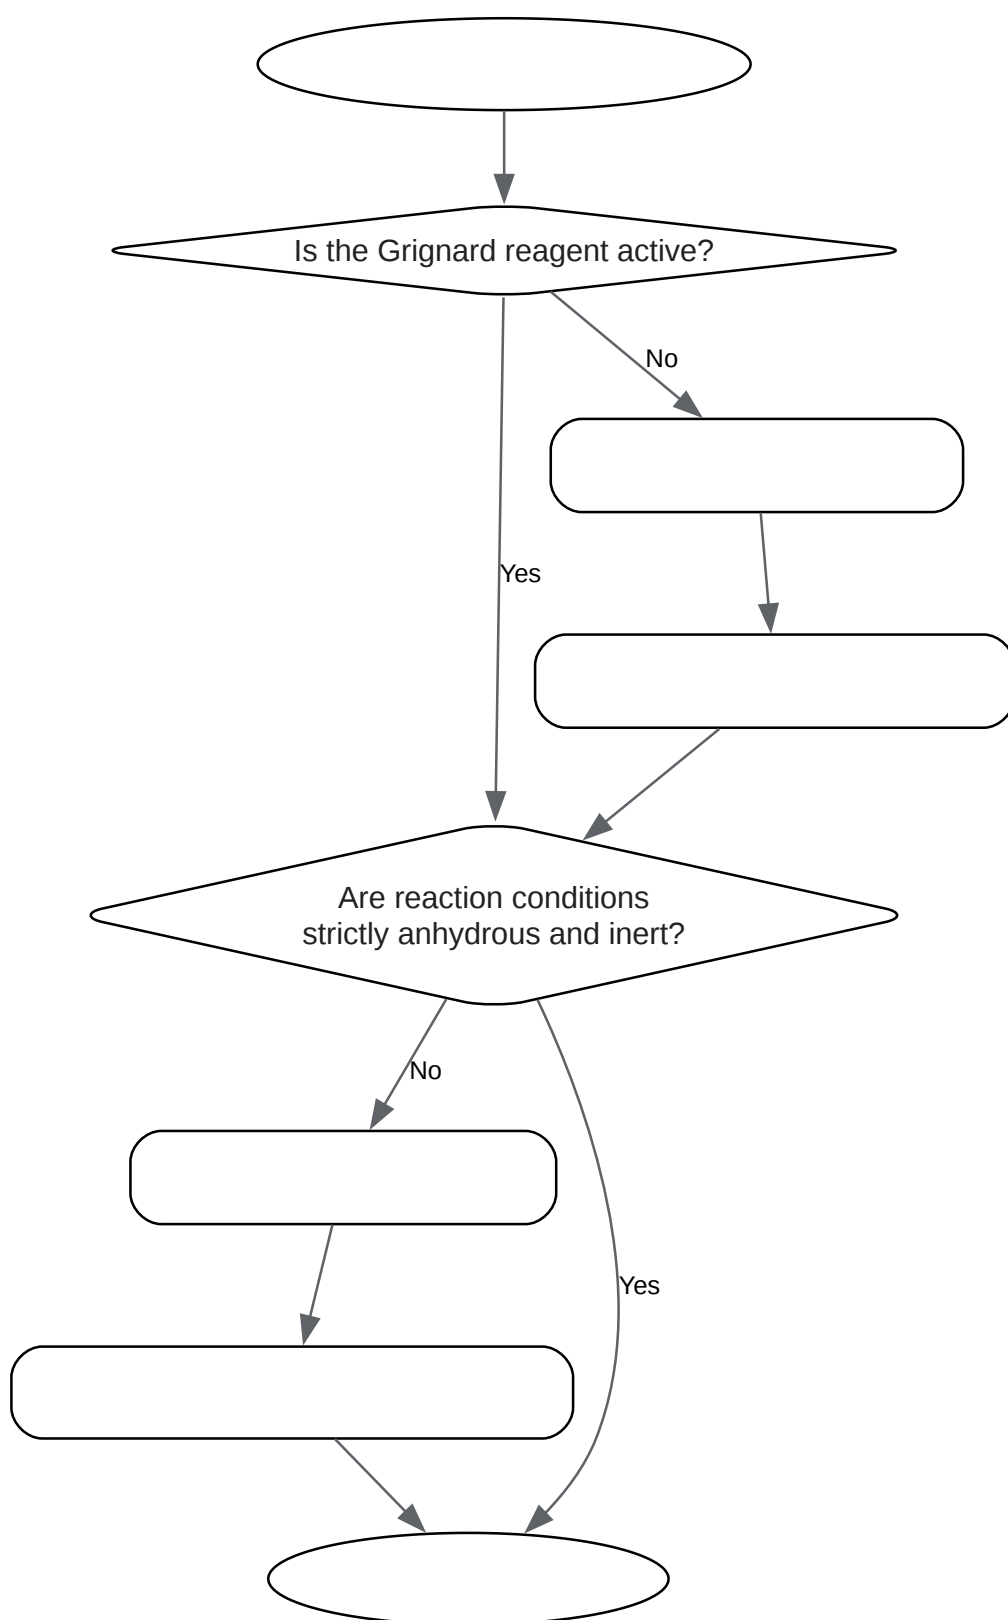 Is the Grignard reagent active?
No
Yes
Are reaction conditions
strictly anhydrous and inert?
No
Yes